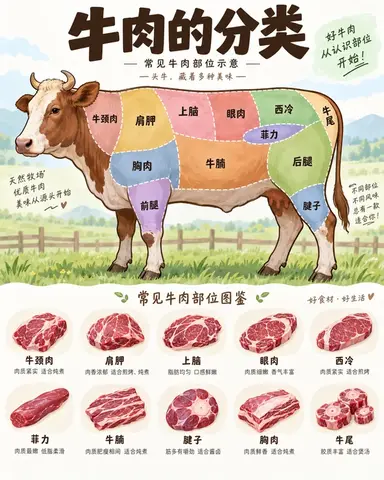 牛肉的分类
常见牛肉部位示意
一头牛，藏着多种美味
好牛肉
从认识部位
开始！
牛颈肉
肩胛
上脑
眼肉
西冷
牛尾
菲力
胸肉
牛腩
后腿
前腿
腱子
天然牧场
优质牛肉
美味从源头开始
不同部位
不同风味
总有一款
适合你！
常见牛肉部位图鉴
好食材·好生活
牛颈肉
肉质紧实 适合炖煮
肩胛
肉香浓郁 适合煎烤、炖煮
上脑
脂肪均匀 口感鲜嫩
眼肉
肉质细嫩 香气丰富
西冷
肉质紧实 适合煎烤
菲力
肉质最嫩 低脂柔滑
牛腩
肉质肥瘦相间 适合炖煮
腱子
筋多有嚼劲 适合酱卤
胸肉
肉质鲜香 适合炖煮
牛尾
胶质丰富 适合煲汤